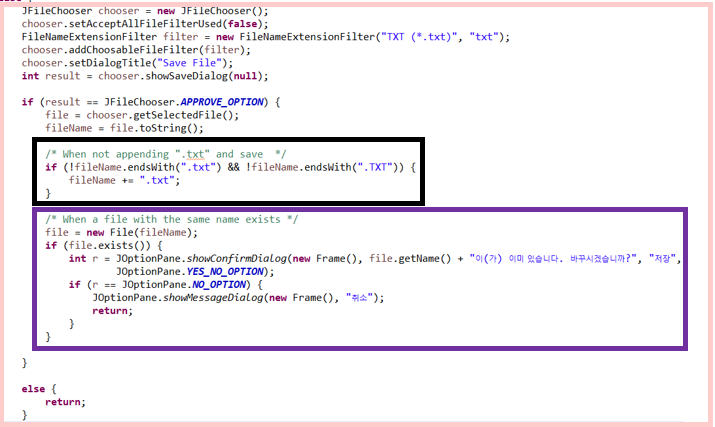 JFileChooser chooser = new JFileChooser();
chooser.setAcceptAllFileFilterUsed(false);
FileNameExtensionFilter filter = new FileNameExtensionFilter("TXT (*.txt)", "txt");
chooser.addChoosableFileFilter(filter);
chooser.setDialogTitle("Save File");
int result = chooser.showSaveDialog(null);
if (result == JFileChooser.APPROVE_OPTION) {
file = chooser.getSelectedFile();
fileName = file.toString();
/* When not appending ".txt" and save  */
if (!fileName.endsWith(".txt") && !fileName.endsWith(".TXT")) {
fileName += ".txt";
}
/* When a file with the same name exists */
file = new File(fileName);
if (file.exists()) {
int r = JOptionPane.showConfirmDialog(new Frame(), file.getName() + "이(가) 이미 있습니다. 바꾸시겠습니까?", "저장",
JOptionPane.YES_NO_OPTION);
if (r == JOptionPane.NO_OPTION) {
JOptionPane.showMessageDialog(new Frame(), "취소");
return;
}
}
}
else {
return;
}